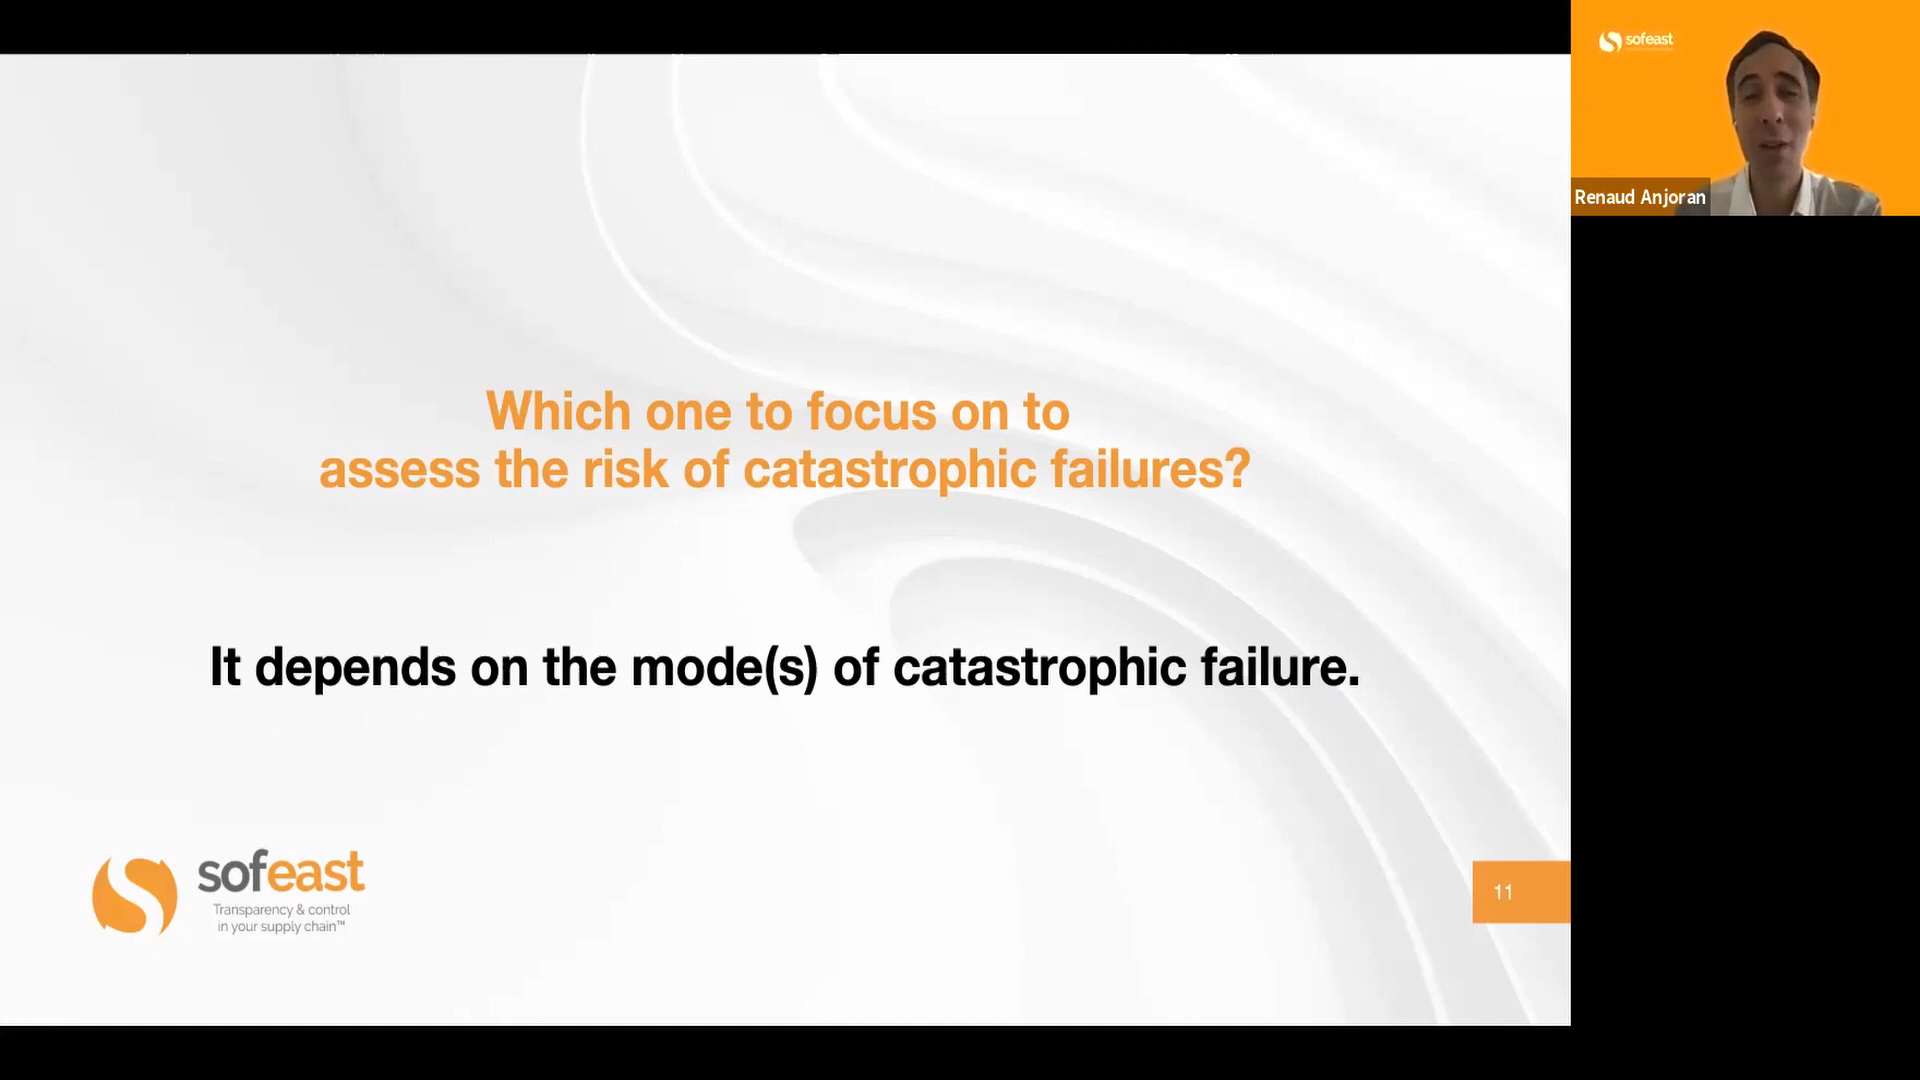 Which one to focus on to
assess the risk of catastrophic failures?
It depends on the mode(s) of catastrophic failure.
sofeast
Transparency & control
in your supply chain™
11
sofeast
Renaud Anjoran